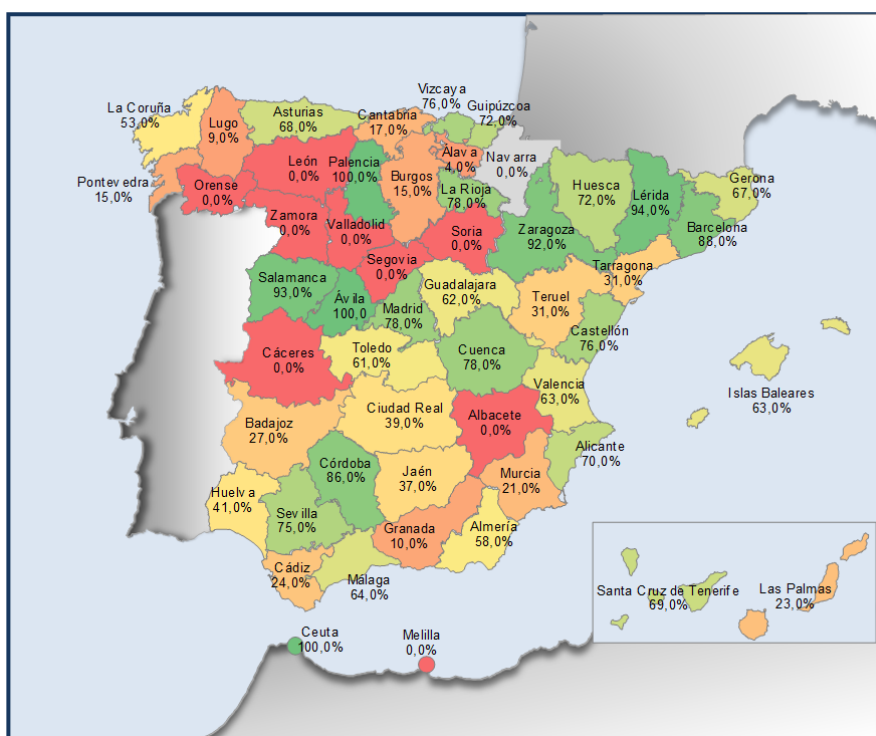 Vizcaya
76,0%
Guipúzcoa
72,0%
La Coruña
53,0%
Lugo
9,0%
Asturias
68,0%
Cantabria
17,0%
León
0,0%
Palencia
100,0%
Burgos
15,0%
Alava
4,0%
Navarra
0,0%
Huesca
72,0%
Lérida
94,0%
Gerona
67,0%
Pontevedra
15,0%
Orense
0,0%
La Rioja
78,0%
Zamora
0,0%
Valladolid
0,0%
Soria
0,0%
Zaragoza
92,0%
Barcelona
88,0%
Segovia
0,0%
Tarragona
31,0%
Salamanca
93,0%
Ávila
100,0
Madrid
78,0%
Guadalajara
62,0%
Teruel
31,0%
Castellón
76,0%
Cáceres
0,0%
Toledo
61,0%
Cuenca
78,0%
Valencia
63,0%
Islas Baleares
63,0%
Badajoz
27,0%
Ciudad Real
39,0%
Albacete
0,0%
Alicante
70,0%
Córdoba
86,0%
Jaén
37,0%
Murcia
21,0%
Huelva
41,0%
Sevilla
75,0%
Granada
10,0%
Almería
58,0%
Cádiz
24,0%
Málaga
64,0%
Santa Cruz de Tenerife
69,0%
Las Palmas
23,0%
Ceuta
100,0%
Melilla
0,0%